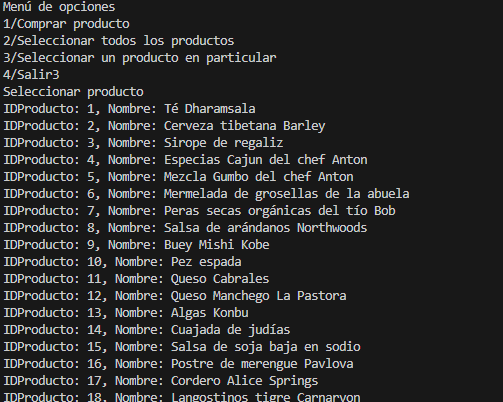 Menú de opciones
1/Comprar producto
2/Seleccionar todos los productos
3/Seleccionar un producto en particular
4/Salir3
Seleccionar producto
IDProducto: 1, Nombre: Té Dharamsala
IDProducto: 2, Nombre: Cerveza tibetana Barley
IDProducto: 3, Nombre: Sirope de regaliz
IDProducto: 4, Nombre: Especias Cajun del chef Anton
IDProducto: 5, Nombre: Mezcla Gumbo del chef Anton
IDProducto: 6, Nombre: Mermelada de grosellas de la abuela
IDProducto: 7, Nombre: Peras secas orgánicas del tío Bob
IDProducto: 8, Nombre: Salsa de arándanos Northwoods
IDProducto: 9, Nombre: Buey Mishi Kobe
IDProducto: 10, Nombre: Pez espada
IDProducto: 11, Nombre: Queso Cabrales
IDProducto: 12, Nombre: Queso Manchego La Pastora
IDProducto: 13, Nombre: Algas Konbu
IDProducto: 14, Nombre: Cuajada de judías
IDProducto: 15, Nombre: Salsa de soja baja en sodio
IDProducto: 16, Nombre: Postre de merengue Pavlova
IDProducto: 17, Nombre: Cordero Alice Springs
IDProducto: 18, Nombre: Langostinos tigre Carnarvon